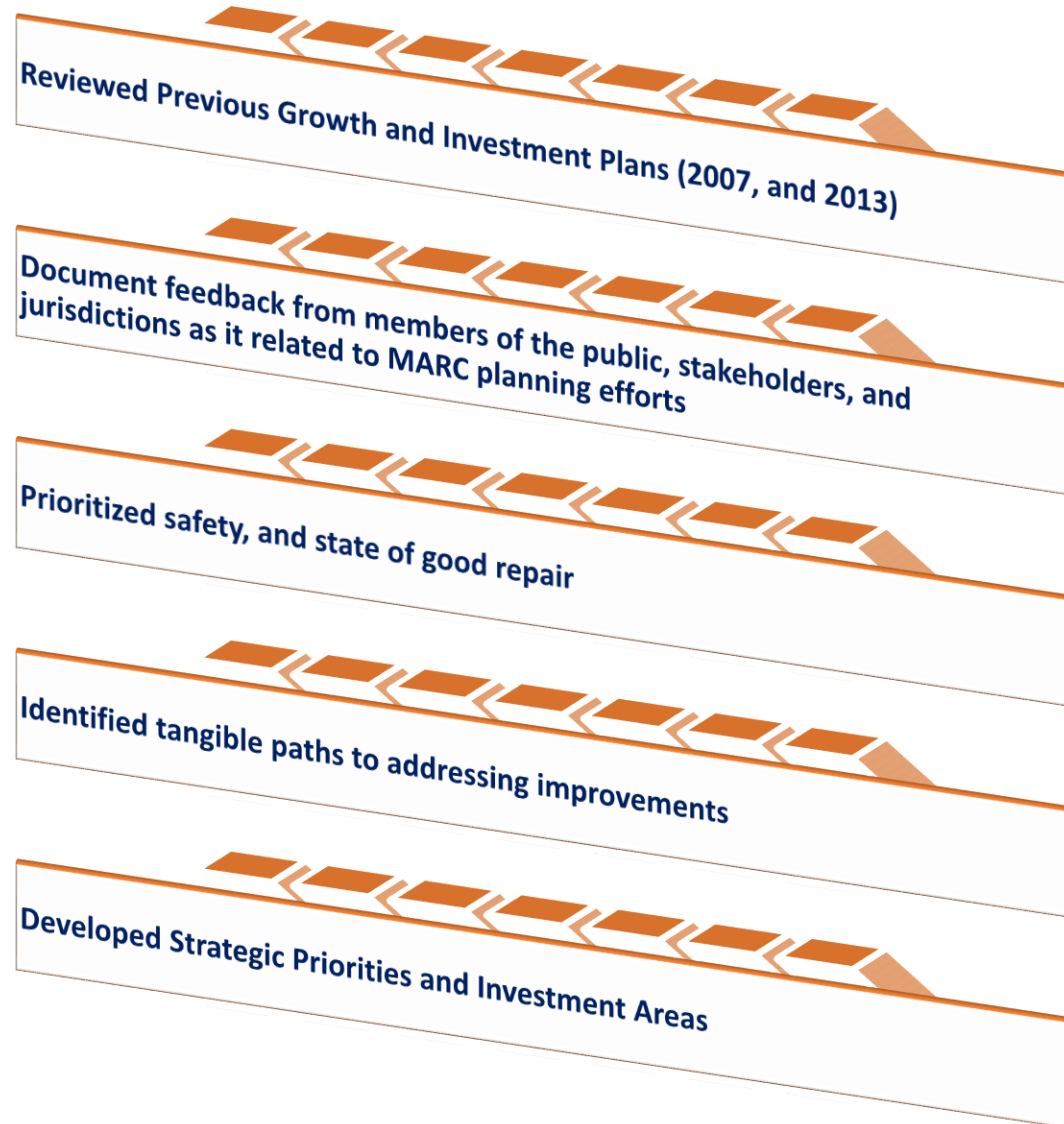 Reviewed Previous Growth and Investment Plans (2007, and 2013)
Document feedback from members of the public, stakeholders, and
jurisdictions as it related to MARC planning efforts
Prioritized safety, and state of good repair
Identified tangible paths to addressing improvements
Developed Strategic Priorities and Investment Areas